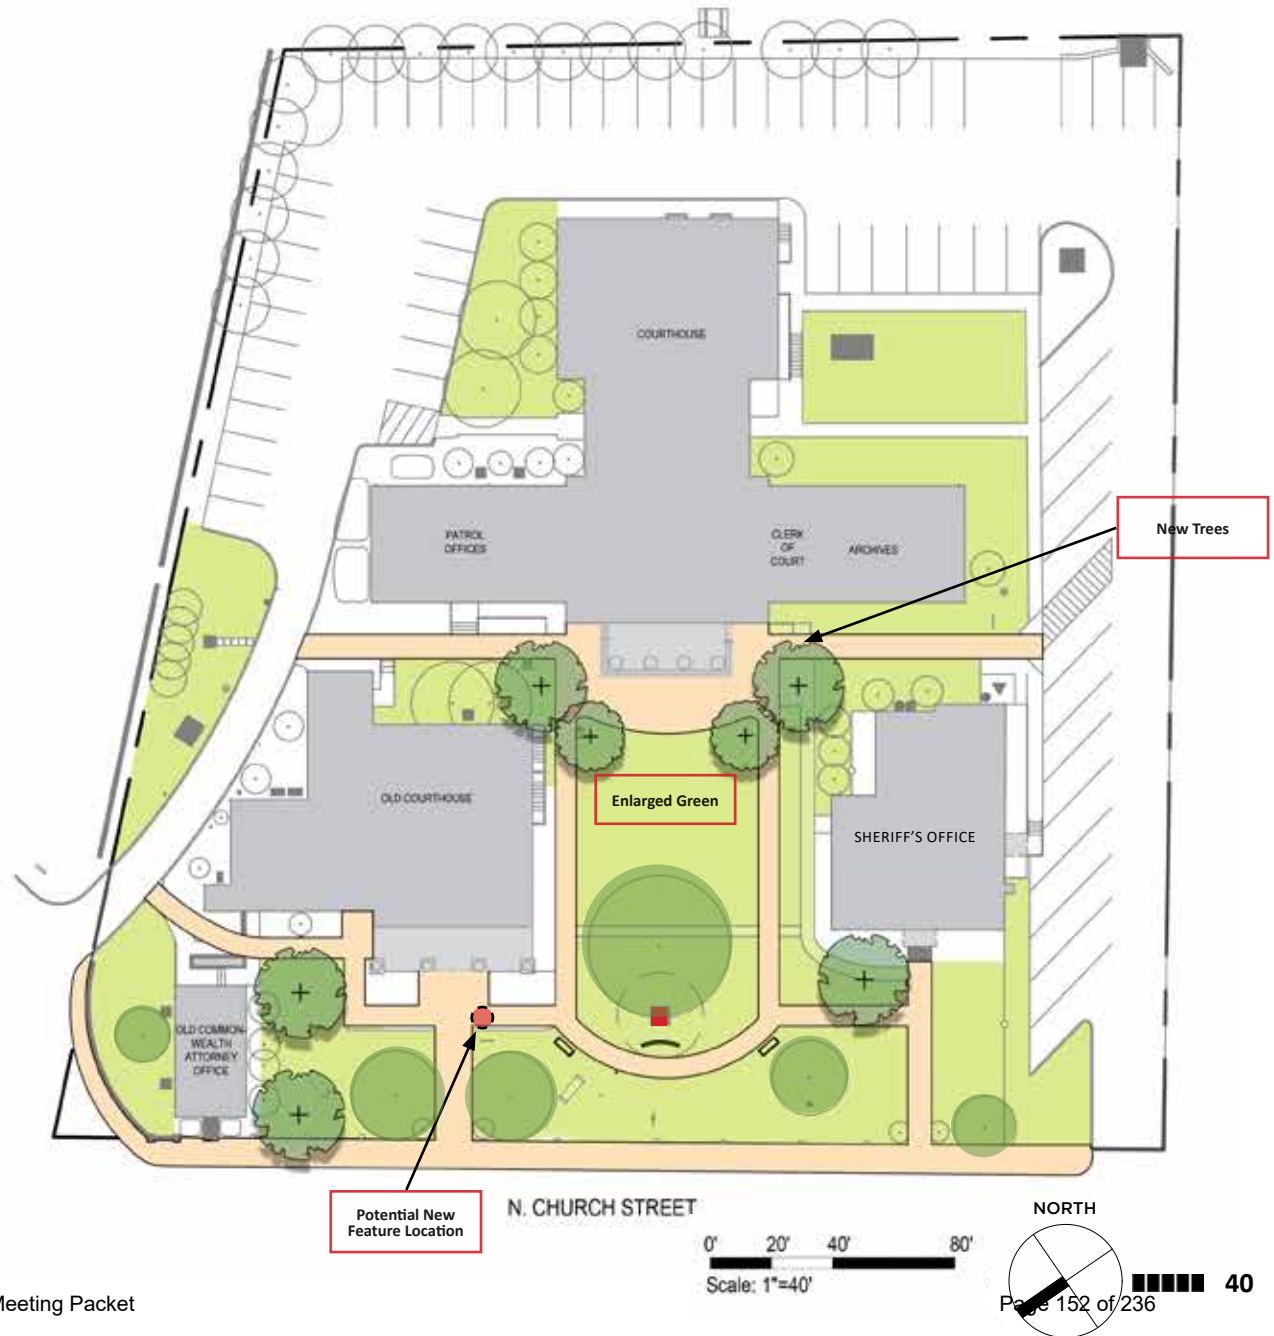 COURTHOUSE
PATROL
OFFICES
CLERK
OF
COURT
ARCHIVES
New Trees
Enlarged Green
OLD COURTHOUSE
SHERIFF'S OFFICE
OLD COMMON-
WEALTH
ATTORNEY
OFFICE
Potential New
Feature Location
N. CHURCH STREET
NORTH
0' 20' 40' 80'
Scale: 1"=40'
40
Meeting Packet
Page 152 of 236